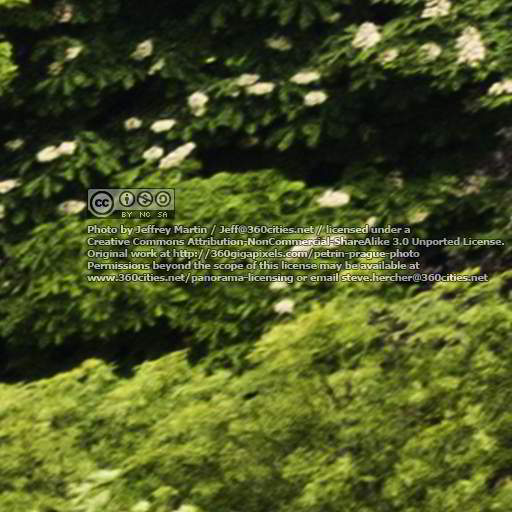 cc
BY NO SA
Photo by Jeffrey Martin / Jeff@360cities.net / licensed under a
Creative Commons Attribution-NonCommercial-ShareAlike 3.0 Unported License.
Original work at http://360gigapixels.com/petrin-prague-photo
Permissions beyond the scope of this license may be available at
www.360cities.net/panorama-licensing or email steve.hercher@360cities.net